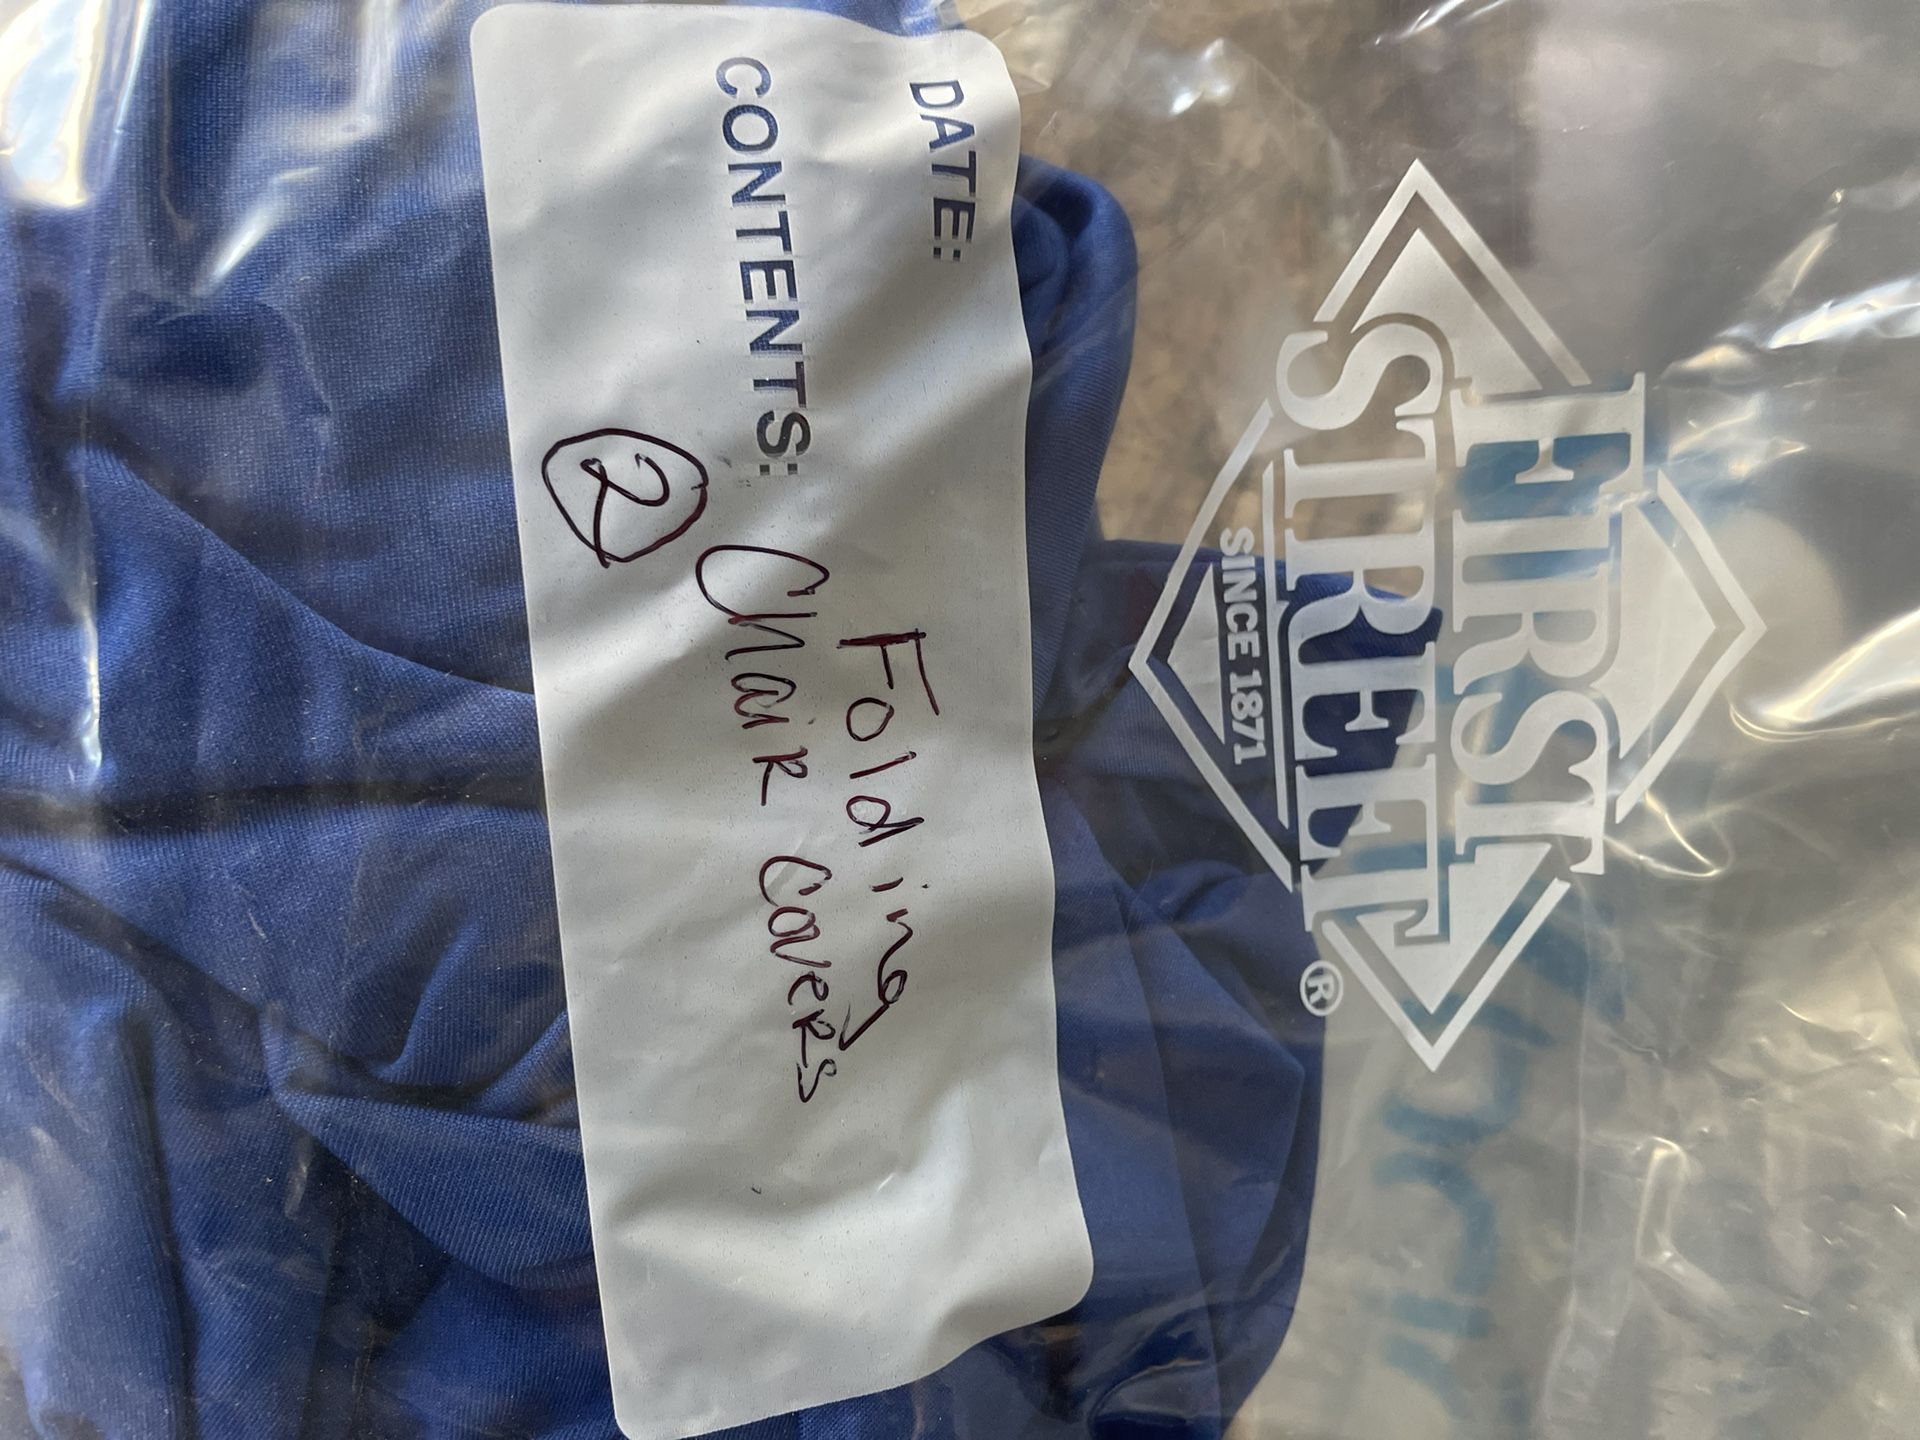 FIRST
STREET®
SINCE 1871
DATE:
Folding
CONTENTS: Chair Covers
2